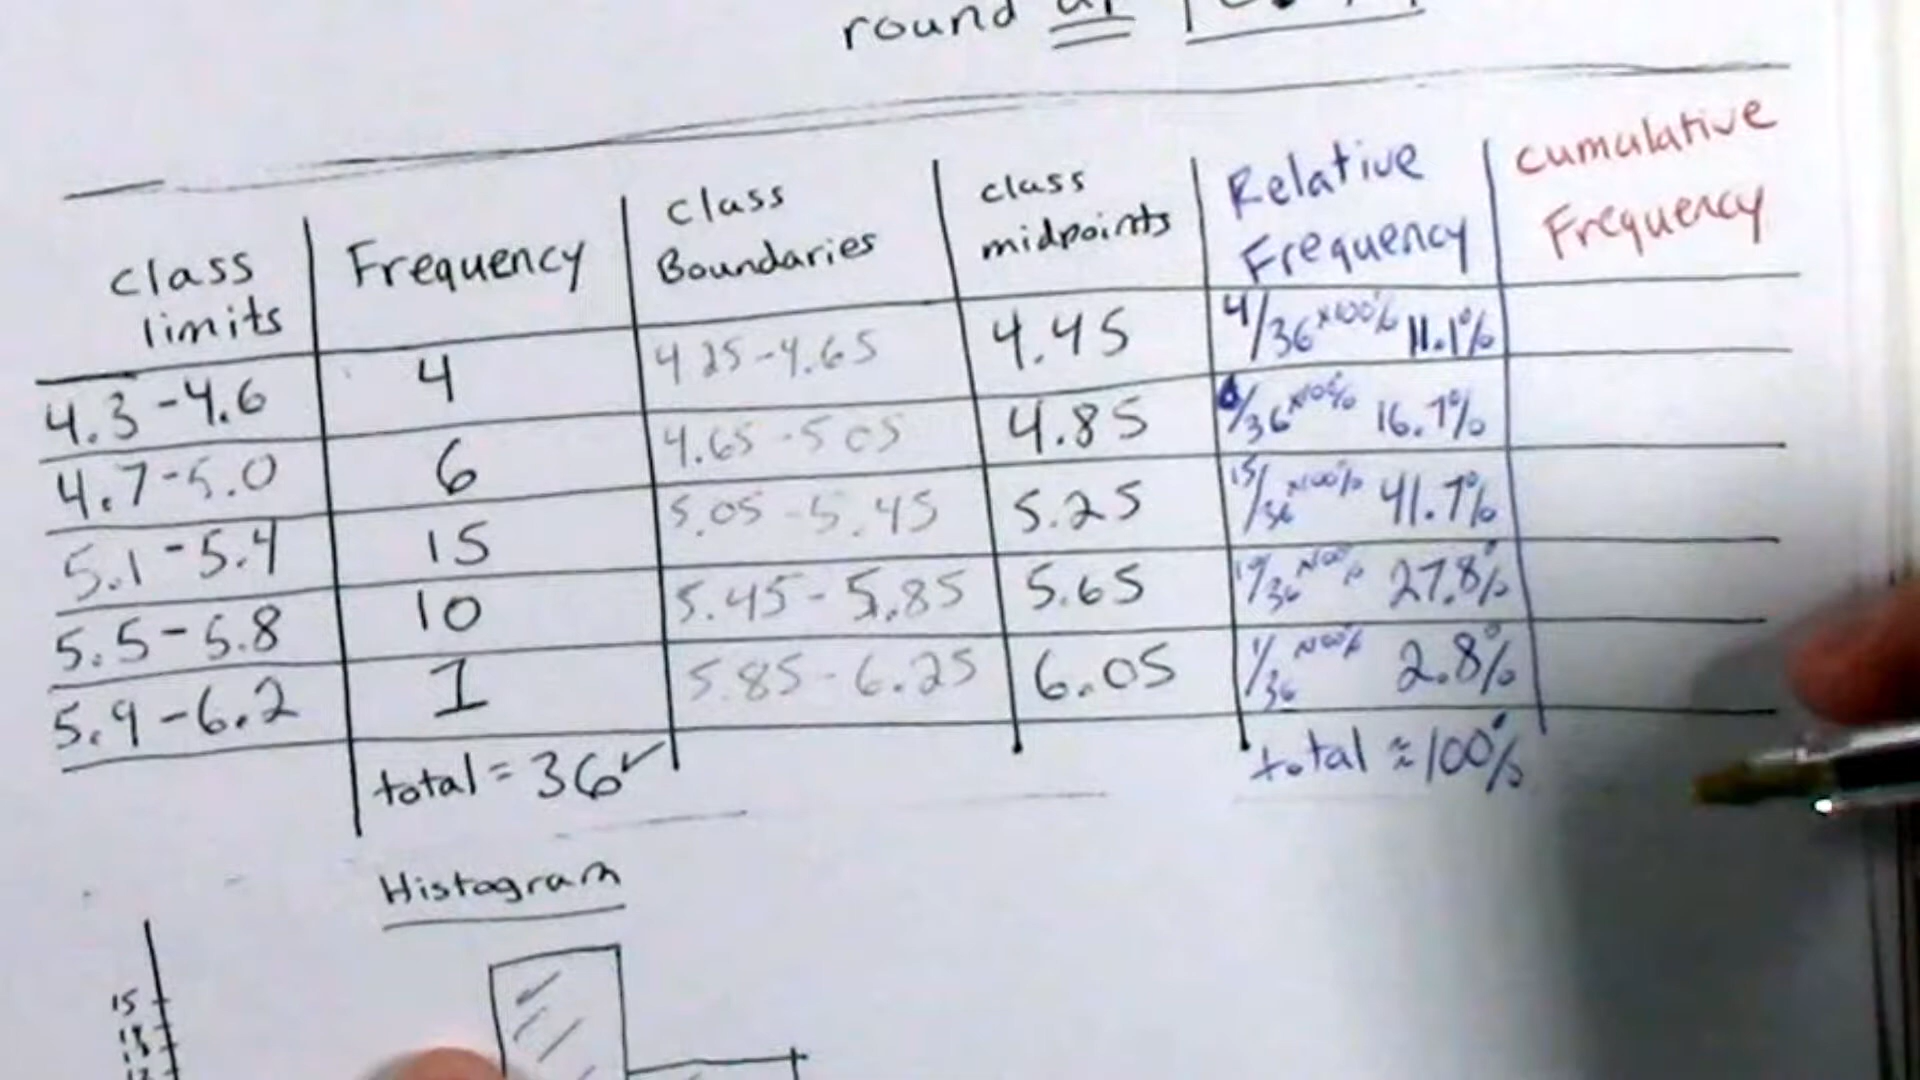 round up
class limits | Frequency | class Boundaries | class midpoints | Relative Frequency | cumulative Frequency
4.3-4.6 | 4 | 4.25-4.65 | 4.45 | 4/36 ×100% 11.1%
4.7-5.0 | 6 | 4.65-5.05 | 4.85 | 6/36 ×100% 16.7%
5.1-5.4 | 15 | 5.05-5.45 | 5.25 | 15/36 ×100% 41.7%
5.5-5.8 | 10 | 5.45-5.85 | 5.65 | 10/36 ×100% 27.8%
5.9-6.2 | 1 | 5.85-6.25 | 6.05 | 1/36 ×100% 2.8%
total = 36 ✓ | total ≈ 100%
Histogram
15